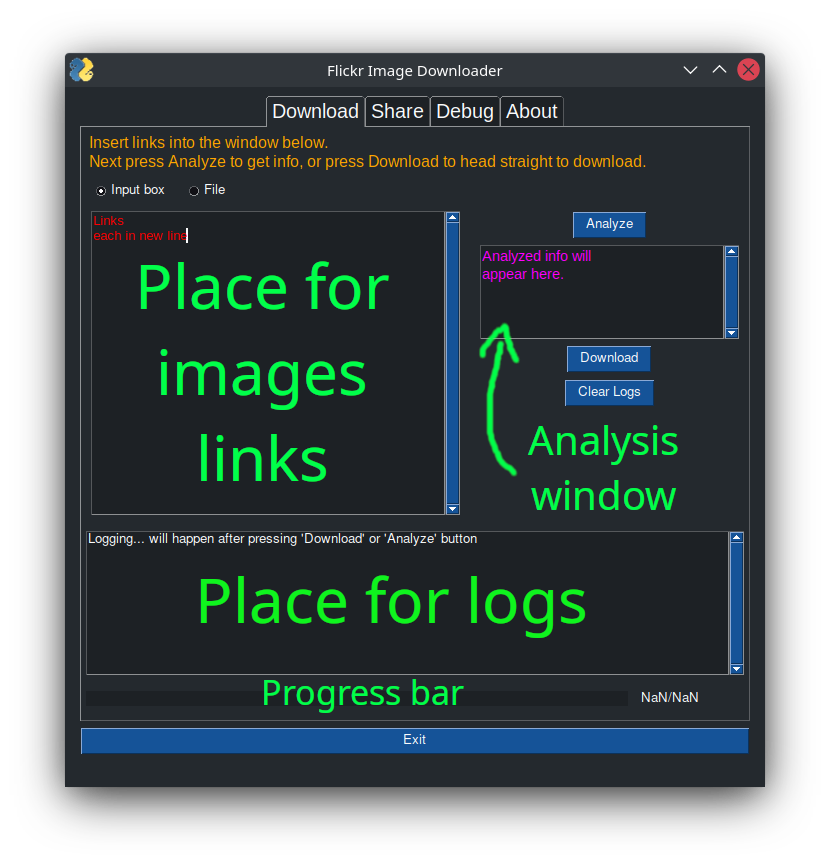 Flickr Image Downloader
Download Share Debug About
Insert links into the window below.
Next press Analyze to get info, or press Download to head straight to download.
Input box File
Links
each in new line
Place for
images
links
Analyze
Analyzed info will
appear here.
Download
Clear Logs
Analysis
window
Logging... will happen after pressing 'Download' or 'Analyze' button
Place for logs
Progress bar
NaN/NaN
Exit